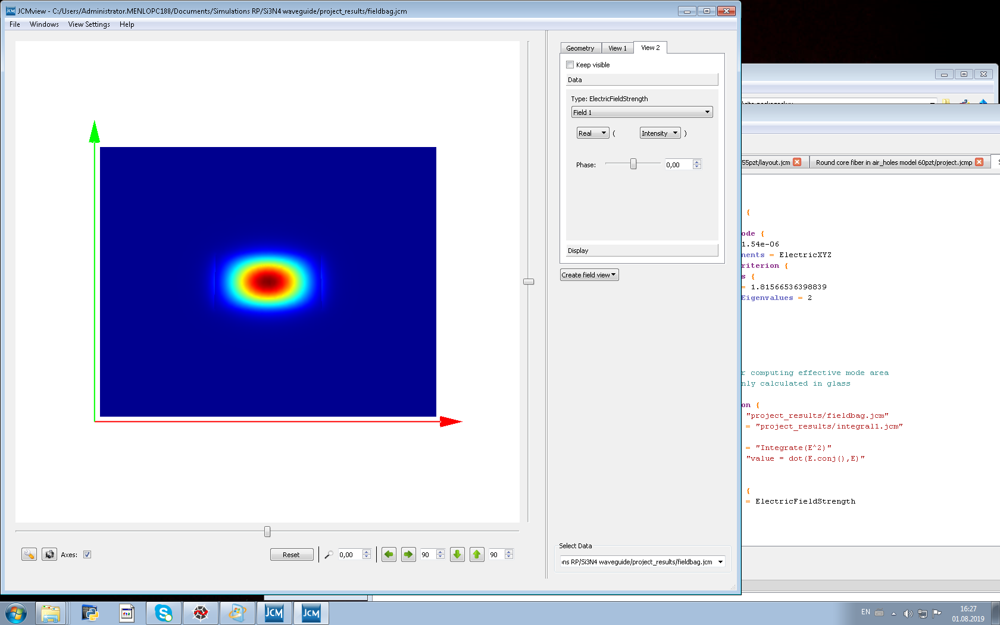 JCMview - C:/Users/Administrator.MENLOPC188/Documents/Simulations RP/Si3N4 waveguide/project_results/fieldbag.jcm
File Windows View Settings Help
Geometry View 1 View 2
Keep visible
Data
Type: ElectricFieldStrength
Field 1
Real ( Intensity )
Phase: 0,00
Display
Create field view
Select Data
ns RP/Si3N4 waveguide/project_results/fieldbag.jcm
Axes:
Reset 0,00 90 90
55pzt/layout.jcm Round core fiber in air_holes model 60pzt/project.jcmp
{
ode {
1.54e-06
nents = ElectricXYZ
riterion {
s {
= 1.81566536398839
Eigenvalues = 2
r computing effective mode area
nly calculated in glass
on {
"project_results/fieldbag.jcm"
= "project_results/integral1.jcm"
= "Integrate(E^2)"
"value = dot(E.conj(),E)"
{
= ElectricFieldStrength
JCM JCM
EN 16:27
01.08.2019